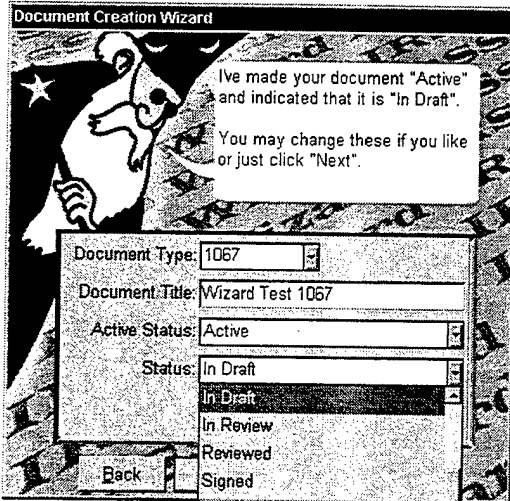 Document Creation Wizard
Ive made your document "Active"
and indicated that it is "In Draft".
You may change these if you like
or just click "Next".
Document Type: 1067
Document Title: Wizard Test 1067
Active Status: Active
Status: In Draft
In Draft
In Review
Reviewed
Signed
Back